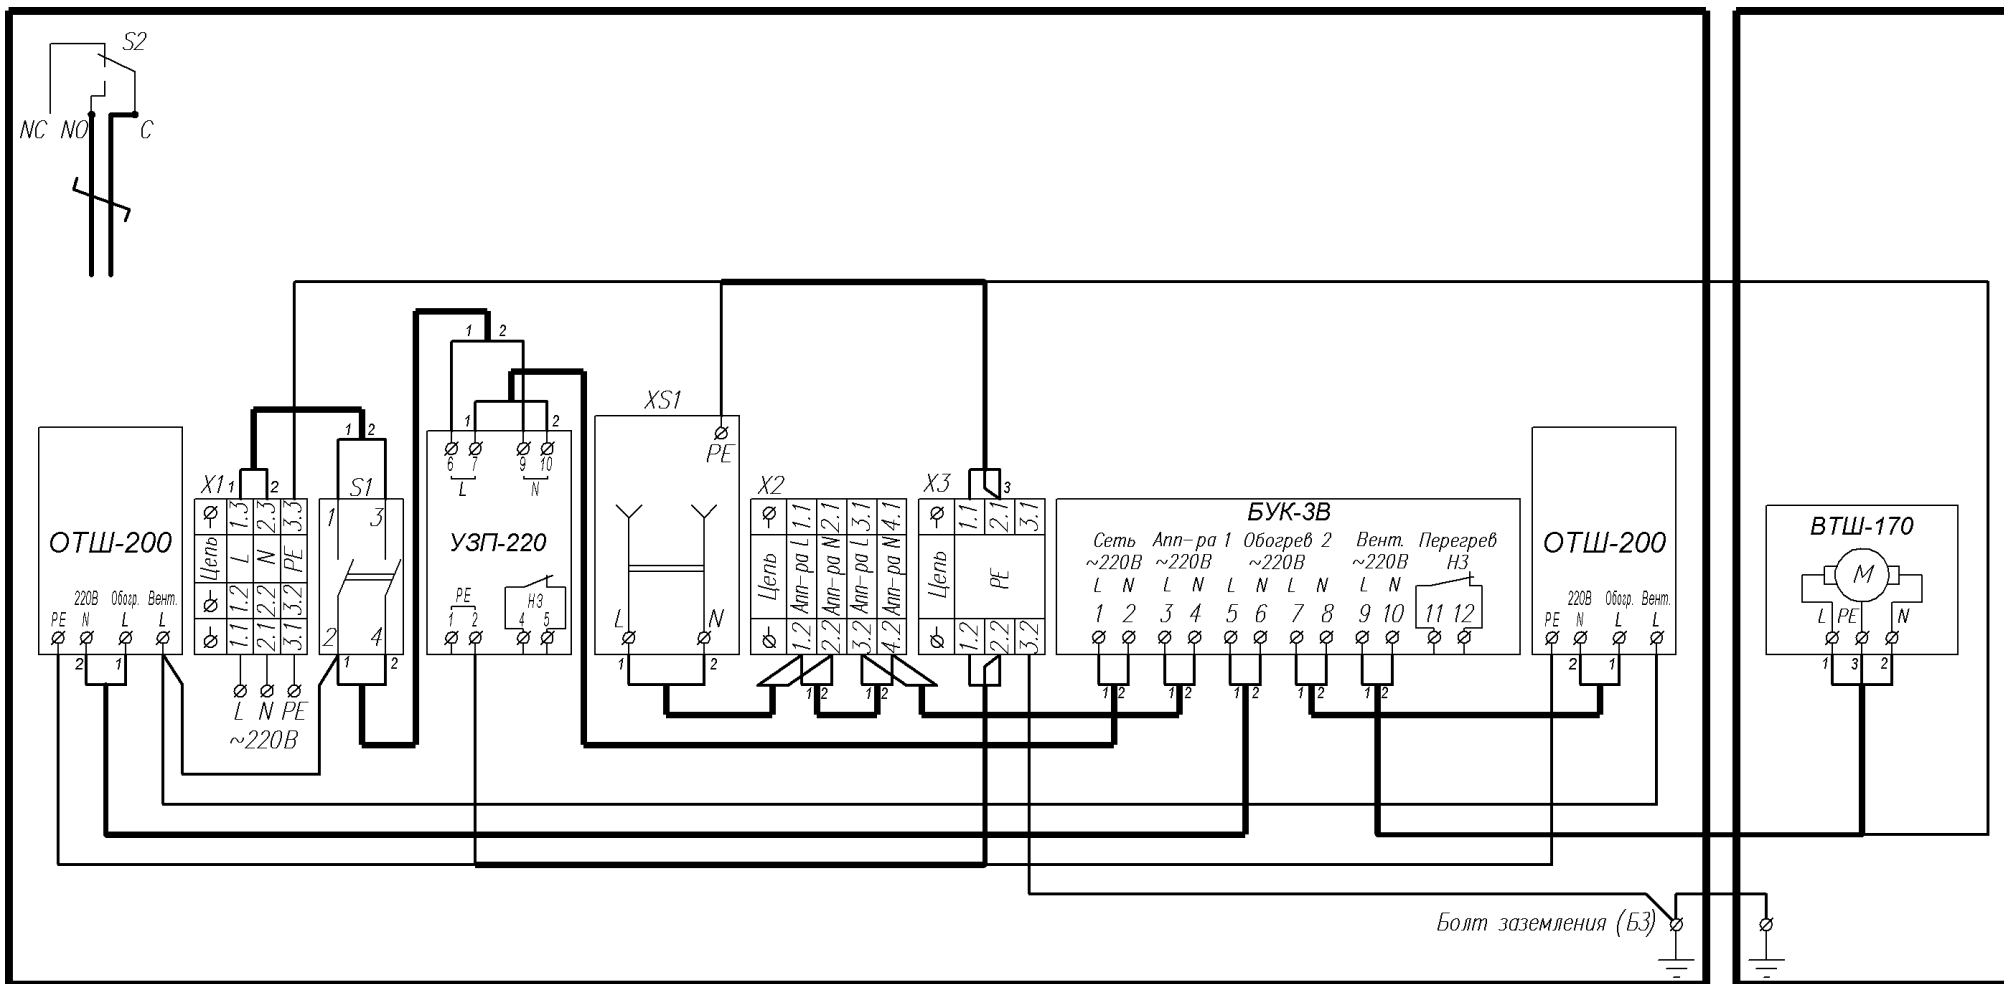 S2
NC NO C
1 2
1 2
XS1
1 2
PE
6 7 9 10
L N
X1 1 2
S1
X2
X3 3
ОТШ-200
PE 220В N Обогр. L Вент. L
2 1
1.3 2.3 3.3
Цепь L N PE
1.2 2.2 3.2
1.1 2.1 3.1
L N PE
~220В
1 3
2 4
1 2
УЗП-220
PE НЗ
1 2 4 5
L N
1 2
Апп-ра L 1.1
Апп-ра N 2.1
Апп-ра L 3.1
Апп-ра N 4.1
Цепь
1.2 2.2 3.2 4.2
1 2 1 2
1.1 2.1 3.1
Цепь PE
1.2 2.2 3.2
БУК-3В
Сеть Апп-ра 1 Обогрев 2 Вент. Перегрев
~220В ~220В ~220В ~220В НЗ
L N L N L N L N L N
1 2 3 4 5 6 7 8 9 10 11 12
1 2 1 2 1 2 1 2 1 2
ОТШ-200
PE 220В N Обогр. L Вент. L
2 1
ВТШ-170
M
L PE N
1 3 2
Болт заземления (БЗ)